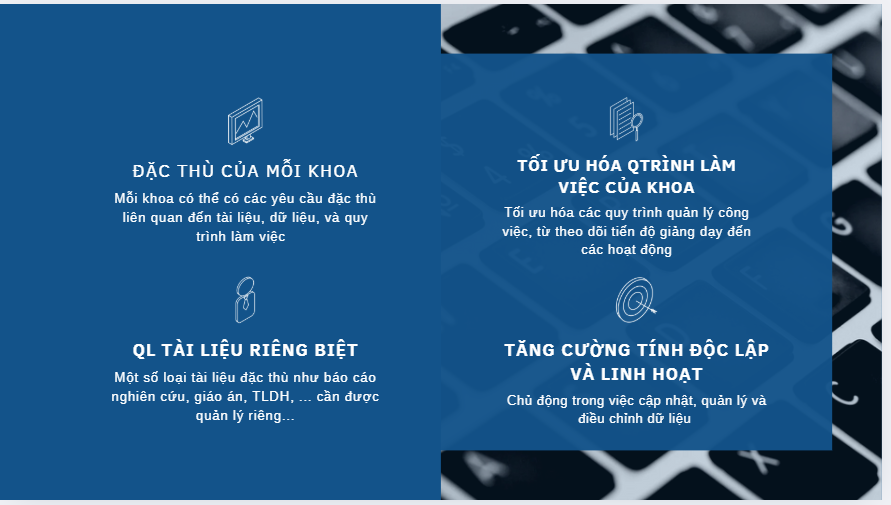 ĐẶC THÙ CỦA MỖI KHOA
Mỗi khoa có thể có các yêu cầu đặc thù
liên quan đến tài liệu, dữ liệu, và quy
trình làm việc
QL TÀI LIỆU RIÊNG BIỆT
Một số loại tài liệu đặc thù như báo cáo
nghiên cứu, giáo án, TLDH, ... cần được
quản lý riêng...
TỐI ƯU HÓA QTRÌNH LÀM
VIỆC CỦA KHOA
Tối ưu hóa các quy trình quản lý công
việc, từ theo dõi tiến độ giảng dạy đến
các hoạt động
TĂNG CƯỜNG TÍNH ĐỘC LẬP
VÀ LINH HOẠT
Chủ động trong việc cập nhật, quản lý và
điều chỉnh dữ liệu